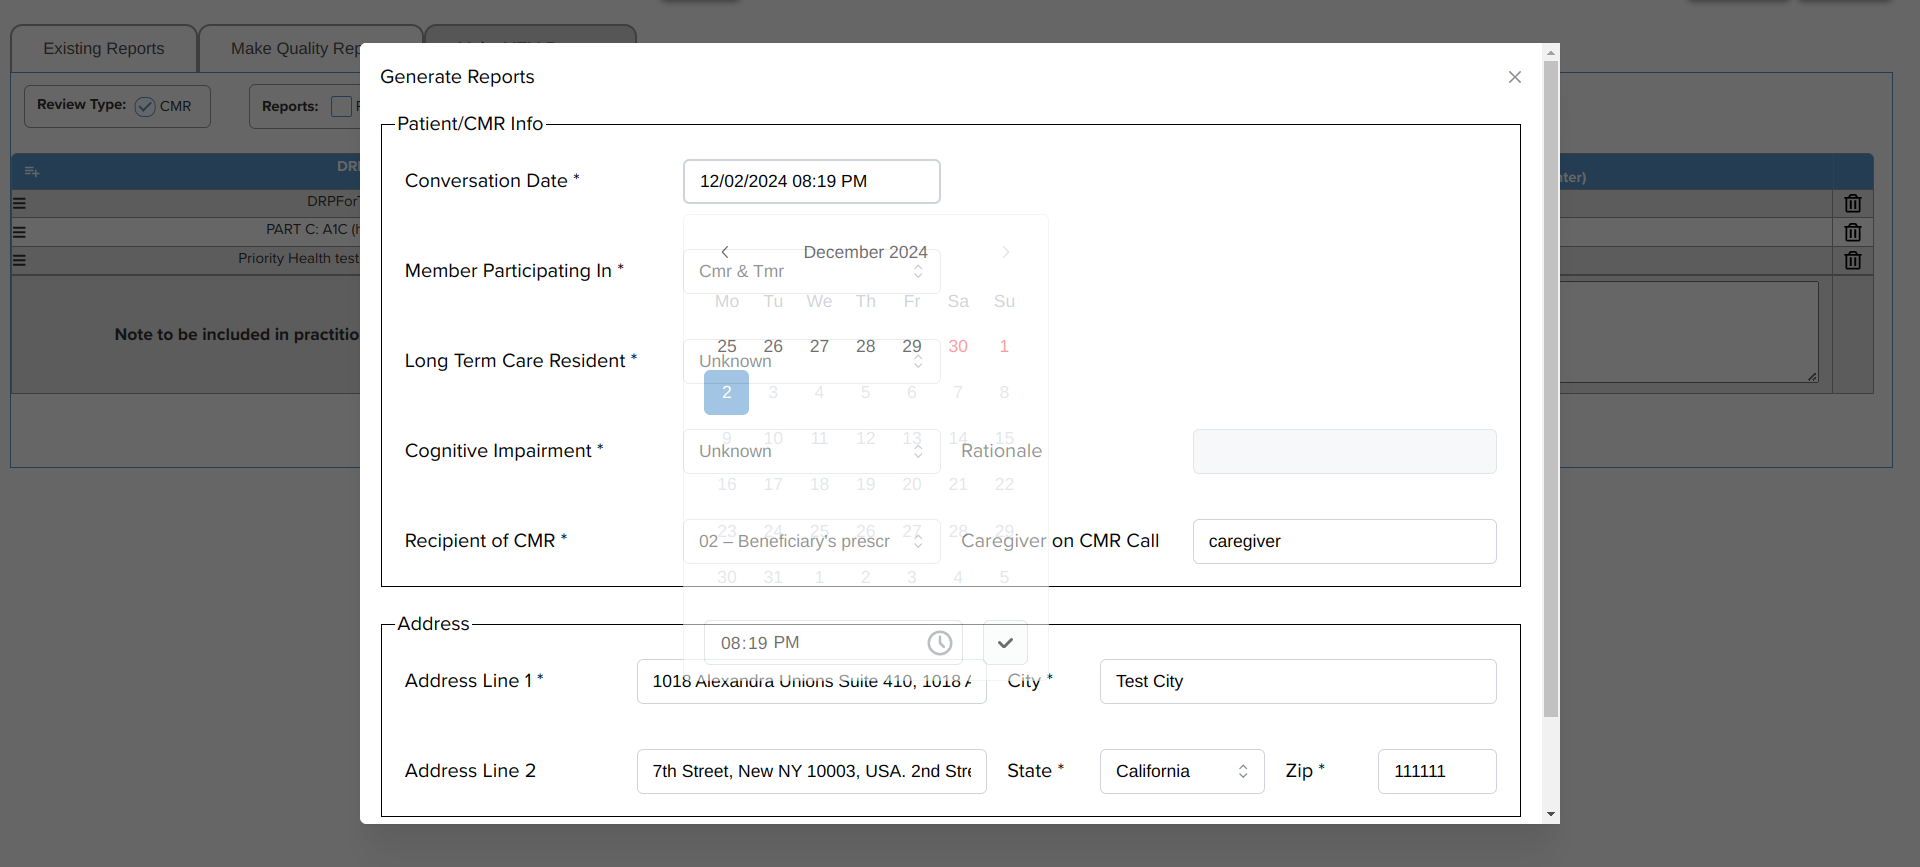 Existing Reports
Make Quality Rep
Generate Reports
Review Type:
CMR
Reports:
Patient/CMR Info
Conversation Date *
12/02/2024 08:19 PM
DRPForT
PART C: A1C (h
Priority Health test
Note to be included in practitio
December 2024
Member Participating In *
Cmr & Tmr
Mo Tu We Th Fr Sa Su
25 26 27 28 29 30 1
Long Term Care Resident *
Unknown
2 3 4 5 6 7 8
9 10 11 12 13 14 15
Cognitive Impairment *
Unknown
Rationale
16 17 18 19 20 21 22
23 24 25 26 27 28 29
Recipient of CMR *
02 – Beneficiary's prescr
Caregiver on CMR Call
caregiver
30 31 1 2 3 4 5
Address
08:19 PM
Address Line 1 *
1018 Alexandra Unions Suite 410, 1018 A
City *
Test City
Address Line 2
7th Street, New NY 10003, USA. 2nd Stre
State *
California
Zip *
111111